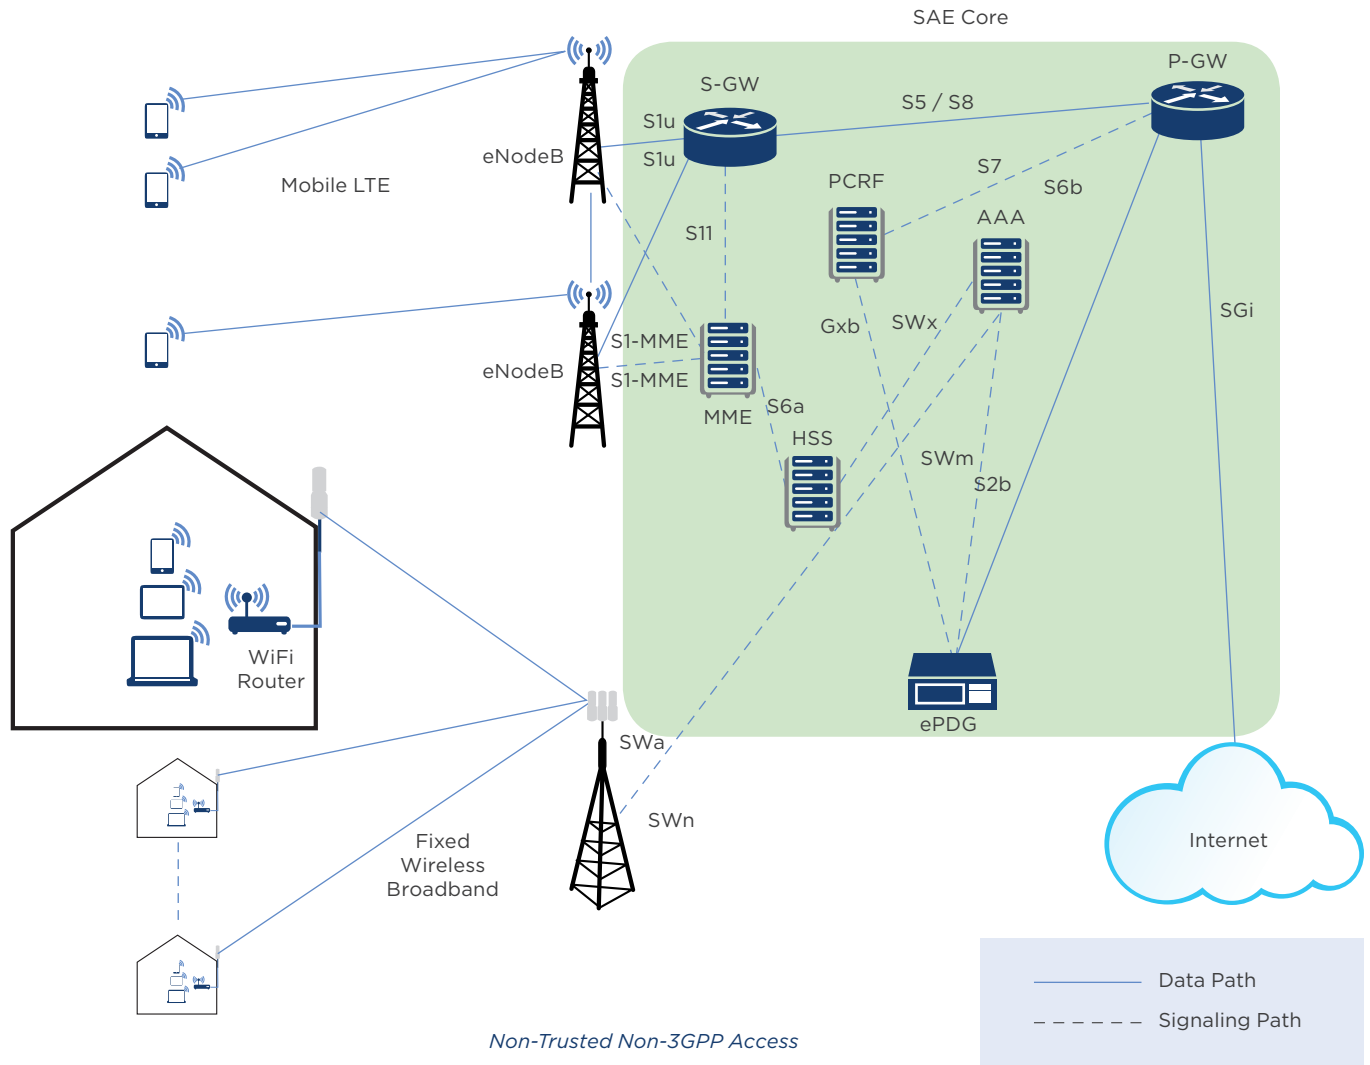 SAE Core
P-GW
S-GW
S5 / S8
S1u
eNodeB
S1u
Mobile LTE
PCRF
S7
S6b
AAA
S11
Gxb
SWx
SGi
S1-MME
eNodeB
S1-MME
MME
S6a
HSS
SWm
S2b
WiFi
Router
ePDG
SWa
SWn
Fixed
Wireless
Broadband
Internet
Data Path
Signaling Path
Non-Trusted Non-3GPP Access